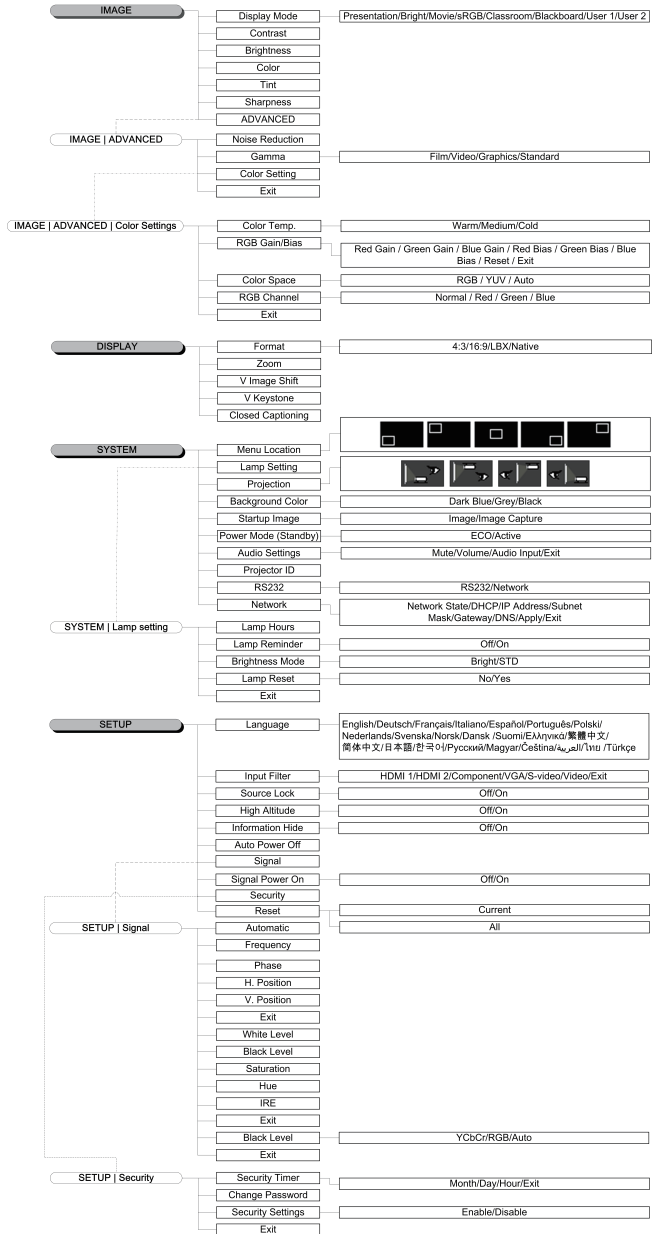 IMAGE
Display Mode
Presentation/Bright/Movie/sRGB/Classroom/Blackboard/User 1/User 2
Contrast
Brightness
Color
Tint
Sharpness
ADVANCED
IMAGE | ADVANCED
Noise Reduction
Gamma
Film/Video/Graphics/Standard
Color Setting
Exit
IMAGE | ADVANCED | Color Settings
Color Temp.
Warm/Medium/Cold
RGB Gain/Bias
Red Gain / Green Gain / Blue Gain / Red Bias / Green Bias / Blue
Bias / Reset / Exit
Color Space
RGB / YUV / Auto
RGB Channel
Normal / Red / Green / Blue
Exit
DISPLAY
Format
4:3/16:9/LBX/Native
Zoom
V Image Shift
V Keystone
Closed Captioning
SYSTEM
Menu Location
Lamp Setting
Projection
Background Color
Dark Blue/Grey/Black
Startup Image
Image/Image Capture
Power Mode (Standby)
ECO/Active
Audio Settings
Mute/Volume/Audio Input/Exit
Projector ID
RS232
RS232/Network
Network
Network State/DHCP/IP Address/Subnet
Mask/Gateway/DNS/Apply/Exit
SYSTEM | Lamp setting
Lamp Hours
Lamp Reminder
Off/On
Brightness Mode
Bright/STD
Lamp Reset
No/Yes
Exit
SETUP
Language
English/Deutsch/Français/Italiano/Español/Português/Polski/
Nederlands/Svenska/Norsk/Dansk /Suomi/Ελληνικά/繁體中文/
简体中文/日本語/한국어/Русский/Magyar/Čeština/العربية/ไทย /Türkçe
Input Filter
HDMI 1/HDMI 2/Component/VGA/S-video/Video/Exit
Source Lock
Off/On
High Altitude
Off/On
Information Hide
Off/On
Auto Power Off
Signal
Signal Power On
Off/On
Security
Reset
Current
All
SETUP | Signal
Automatic
Frequency
Phase
H. Position
V. Position
Exit
White Level
Black Level
Saturation
Hue
IRE
Exit
Black Level
YCbCr/RGB/Auto
Exit
SETUP | Security
Security Timer
Month/Day/Hour/Exit
Change Password
Security Settings
Enable/Disable
Exit